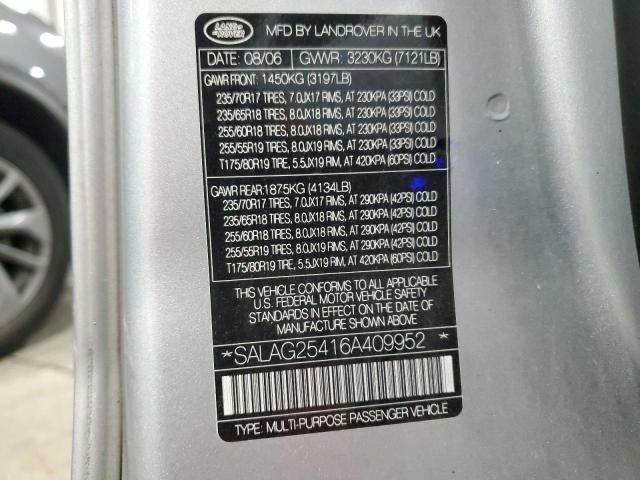 LAND ROVER
MFD BY LANDROVER IN THE UK
DATE: 08/06 GVWR: 3230KG (7121LB)
GAWR FRONT: 1450KG (3197LB)
235/70R17 TIRES, 7.0JX17 RIMS, AT 230KPA (33PSI) COLD
235/65R18 TIRES, 8.0JX18 RIMS, AT 230KPA (33PSI) COLD
255/60R18 TIRES, 8.0JX18 RIMS, AT 230KPA (33PSI) COLD
255/55R19 TIRES, 8.0JX19 RIMS, AT 230KPA (33PSI) COLD
T175/80R19 TIRE, 5.5JX19 RIM, AT 420KPA (60PSI) COLD
GAWR REAR: 1875KG (4134LB)
235/70R17 TIRES, 7.0JX17 RIMS, AT 290KPA (42PSI) COLD
235/65R18 TIRES, 8.0JX18 RIMS, AT 290KPA (42PSI) COLD
255/60R18 TIRES, 8.0JX18 RIMS, AT 290KPA (42PSI) COLD
255/55R19 TIRES, 8.0JX19 RIMS, AT 290KPA (42PSI) COLD
T175/80R19 TIRE, 5.5JX19 RIM, AT 420KPA (60PSI) COLD
THIS VEHICLE CONFORMS TO ALL APPLICABLE
U.S. FEDERAL MOTOR VEHICLE SAFETY
STANDARDS IN EFFECT ON THE DATE OF
MANUFACTURE SHOWN ABOVE.
*SALAG25416A409952*
TYPE: MULTI-PURPOSE PASSENGER VEHICLE